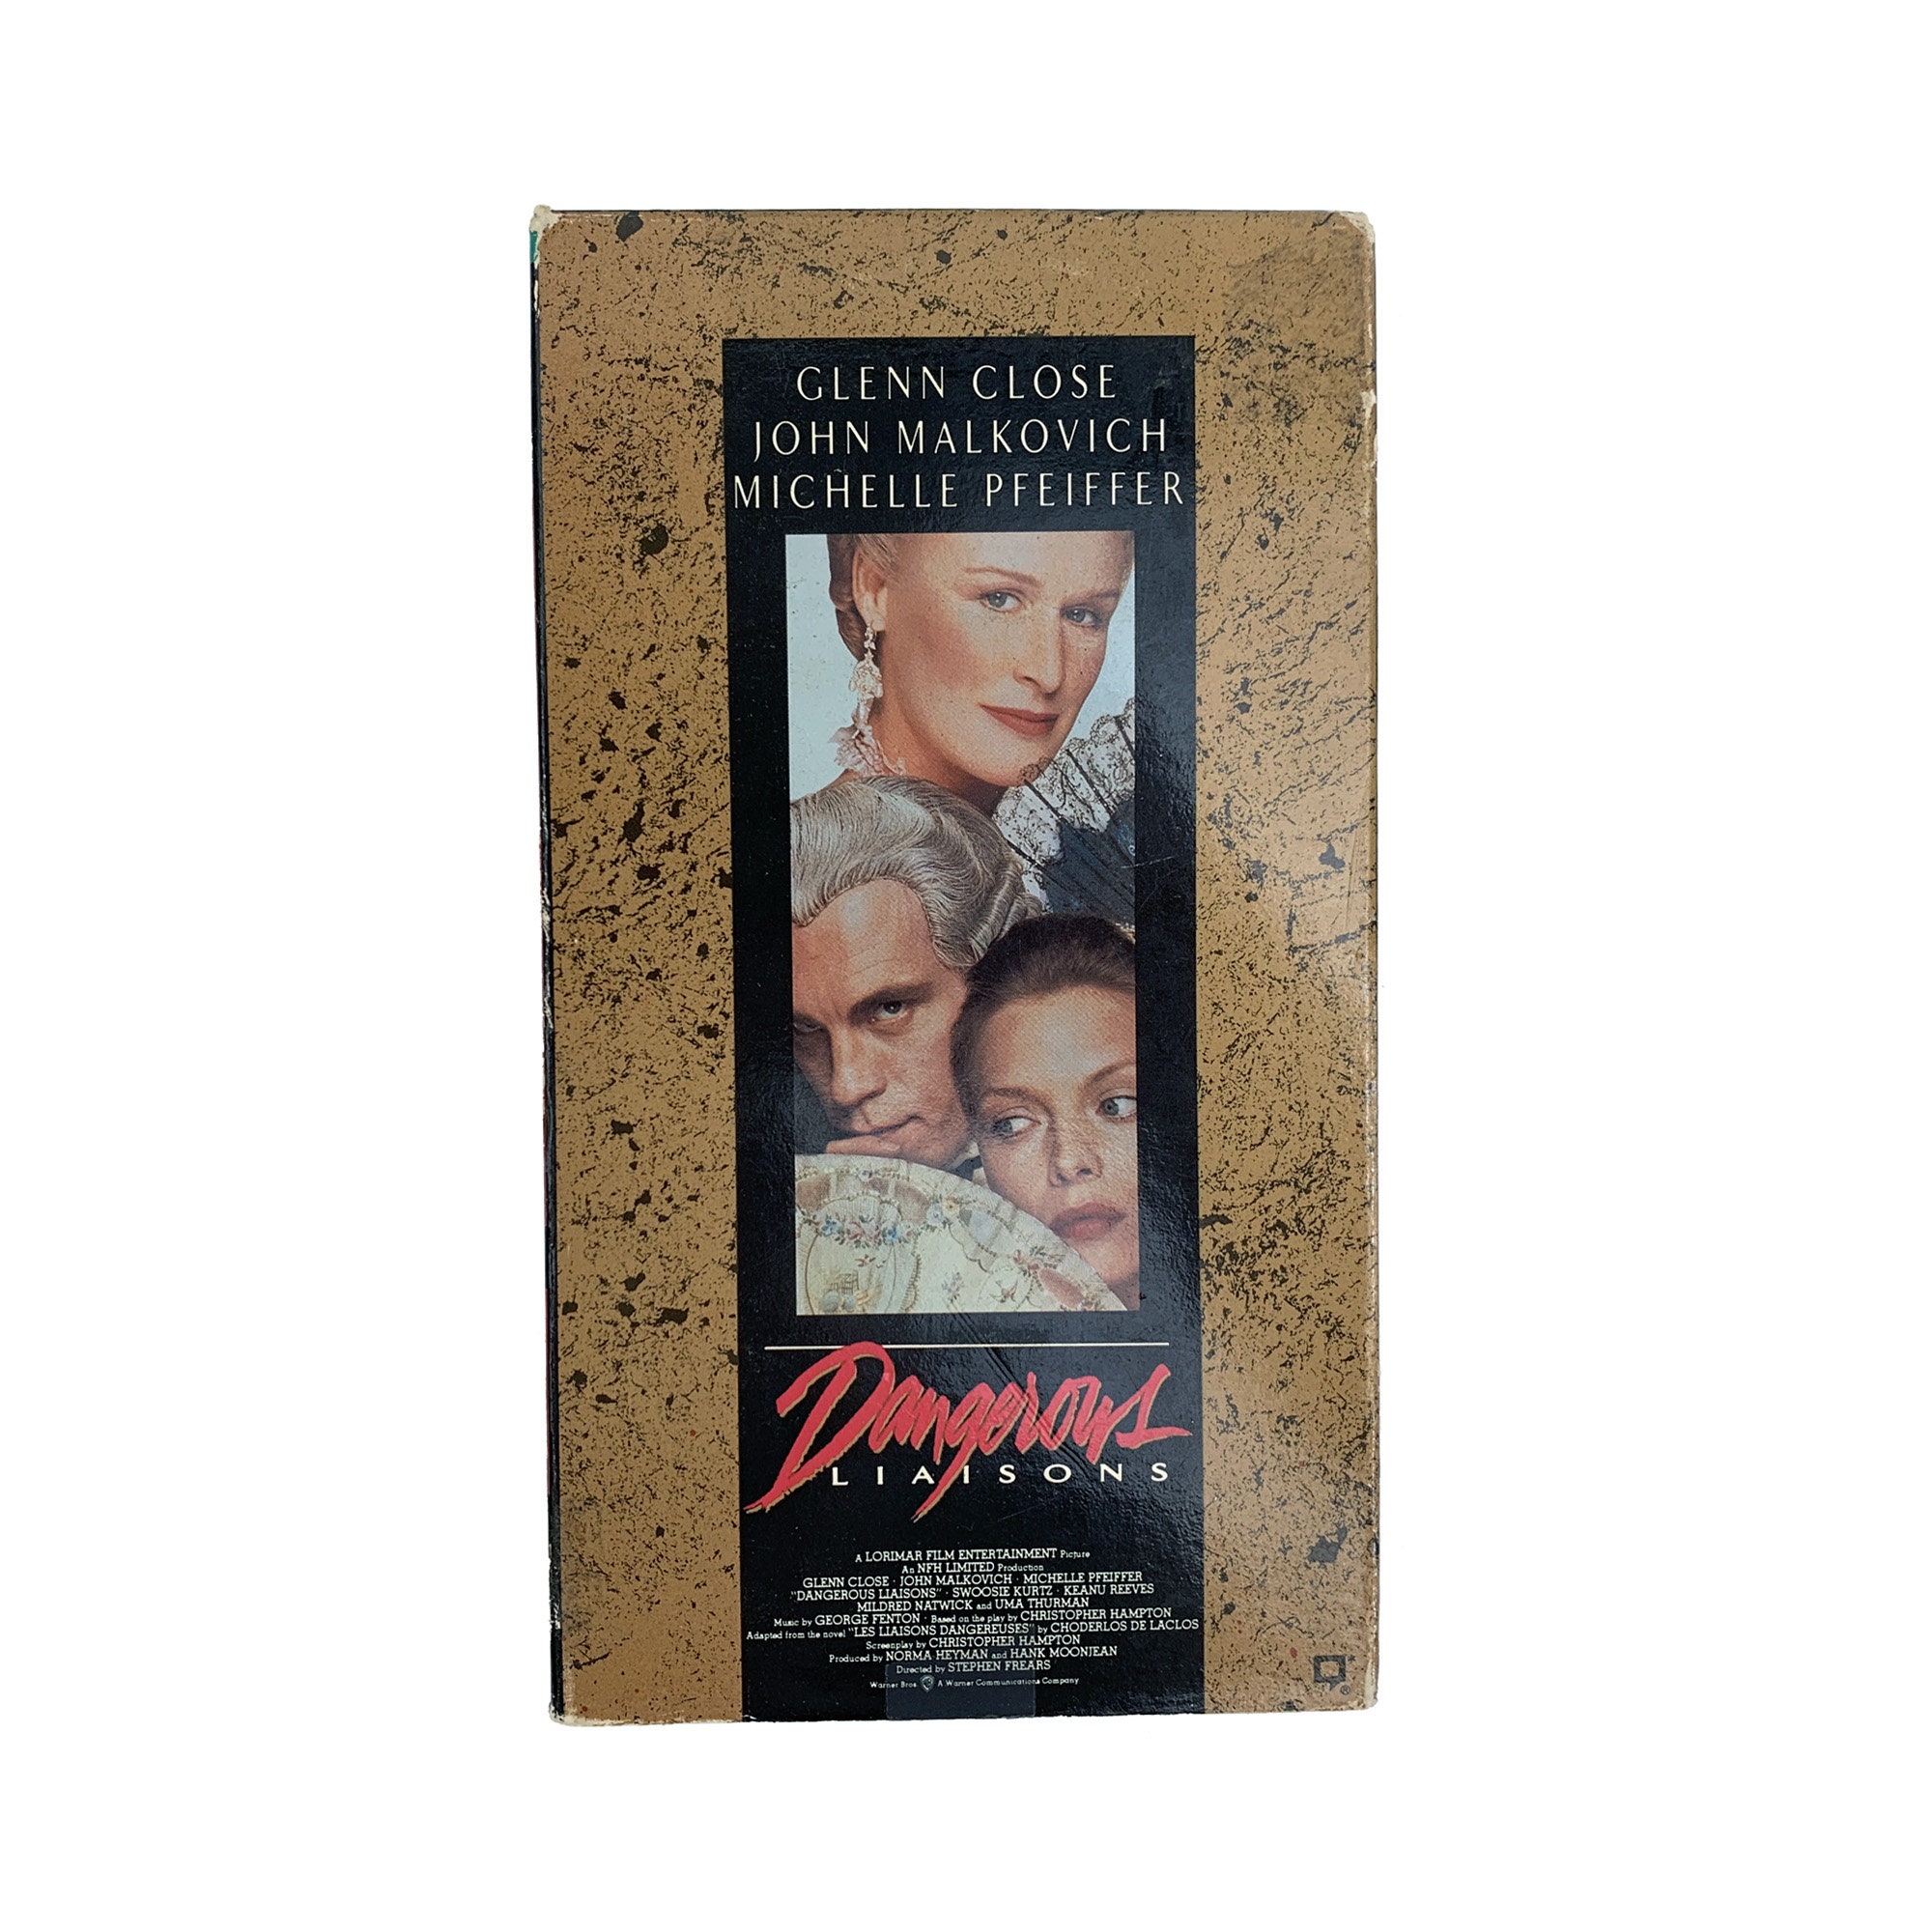 GLENN CLOSE
JOHN MALKOVICH
MICHELLE PFEIFFER
Dangerous
LIAISONS
A LORIMAR FILM ENTERTAINMENT Picture
An NFH LIMITED Production
GLENN CLOSE · JOHN MALKOVICH · MICHELLE PFEIFFER
"DANGEROUS LIAISONS" · SWOOSIE KURTZ · KEANU REEVES
MILDRED NATWICK and UMA THURMAN
Music by GEORGE FENTON · Based on the play by CHRISTOPHER HAMPTON
Adapted from the novel "LES LIAISONS DANGEREUSES" by CHODERLOS DE LACLOS
Screenplay by CHRISTOPHER HAMPTON
Produced by NORMA HEYMAN and HANK MOONJEAN
Directed by STEPHEN FREARS
Warner Bros. A Warner Communications Company
®